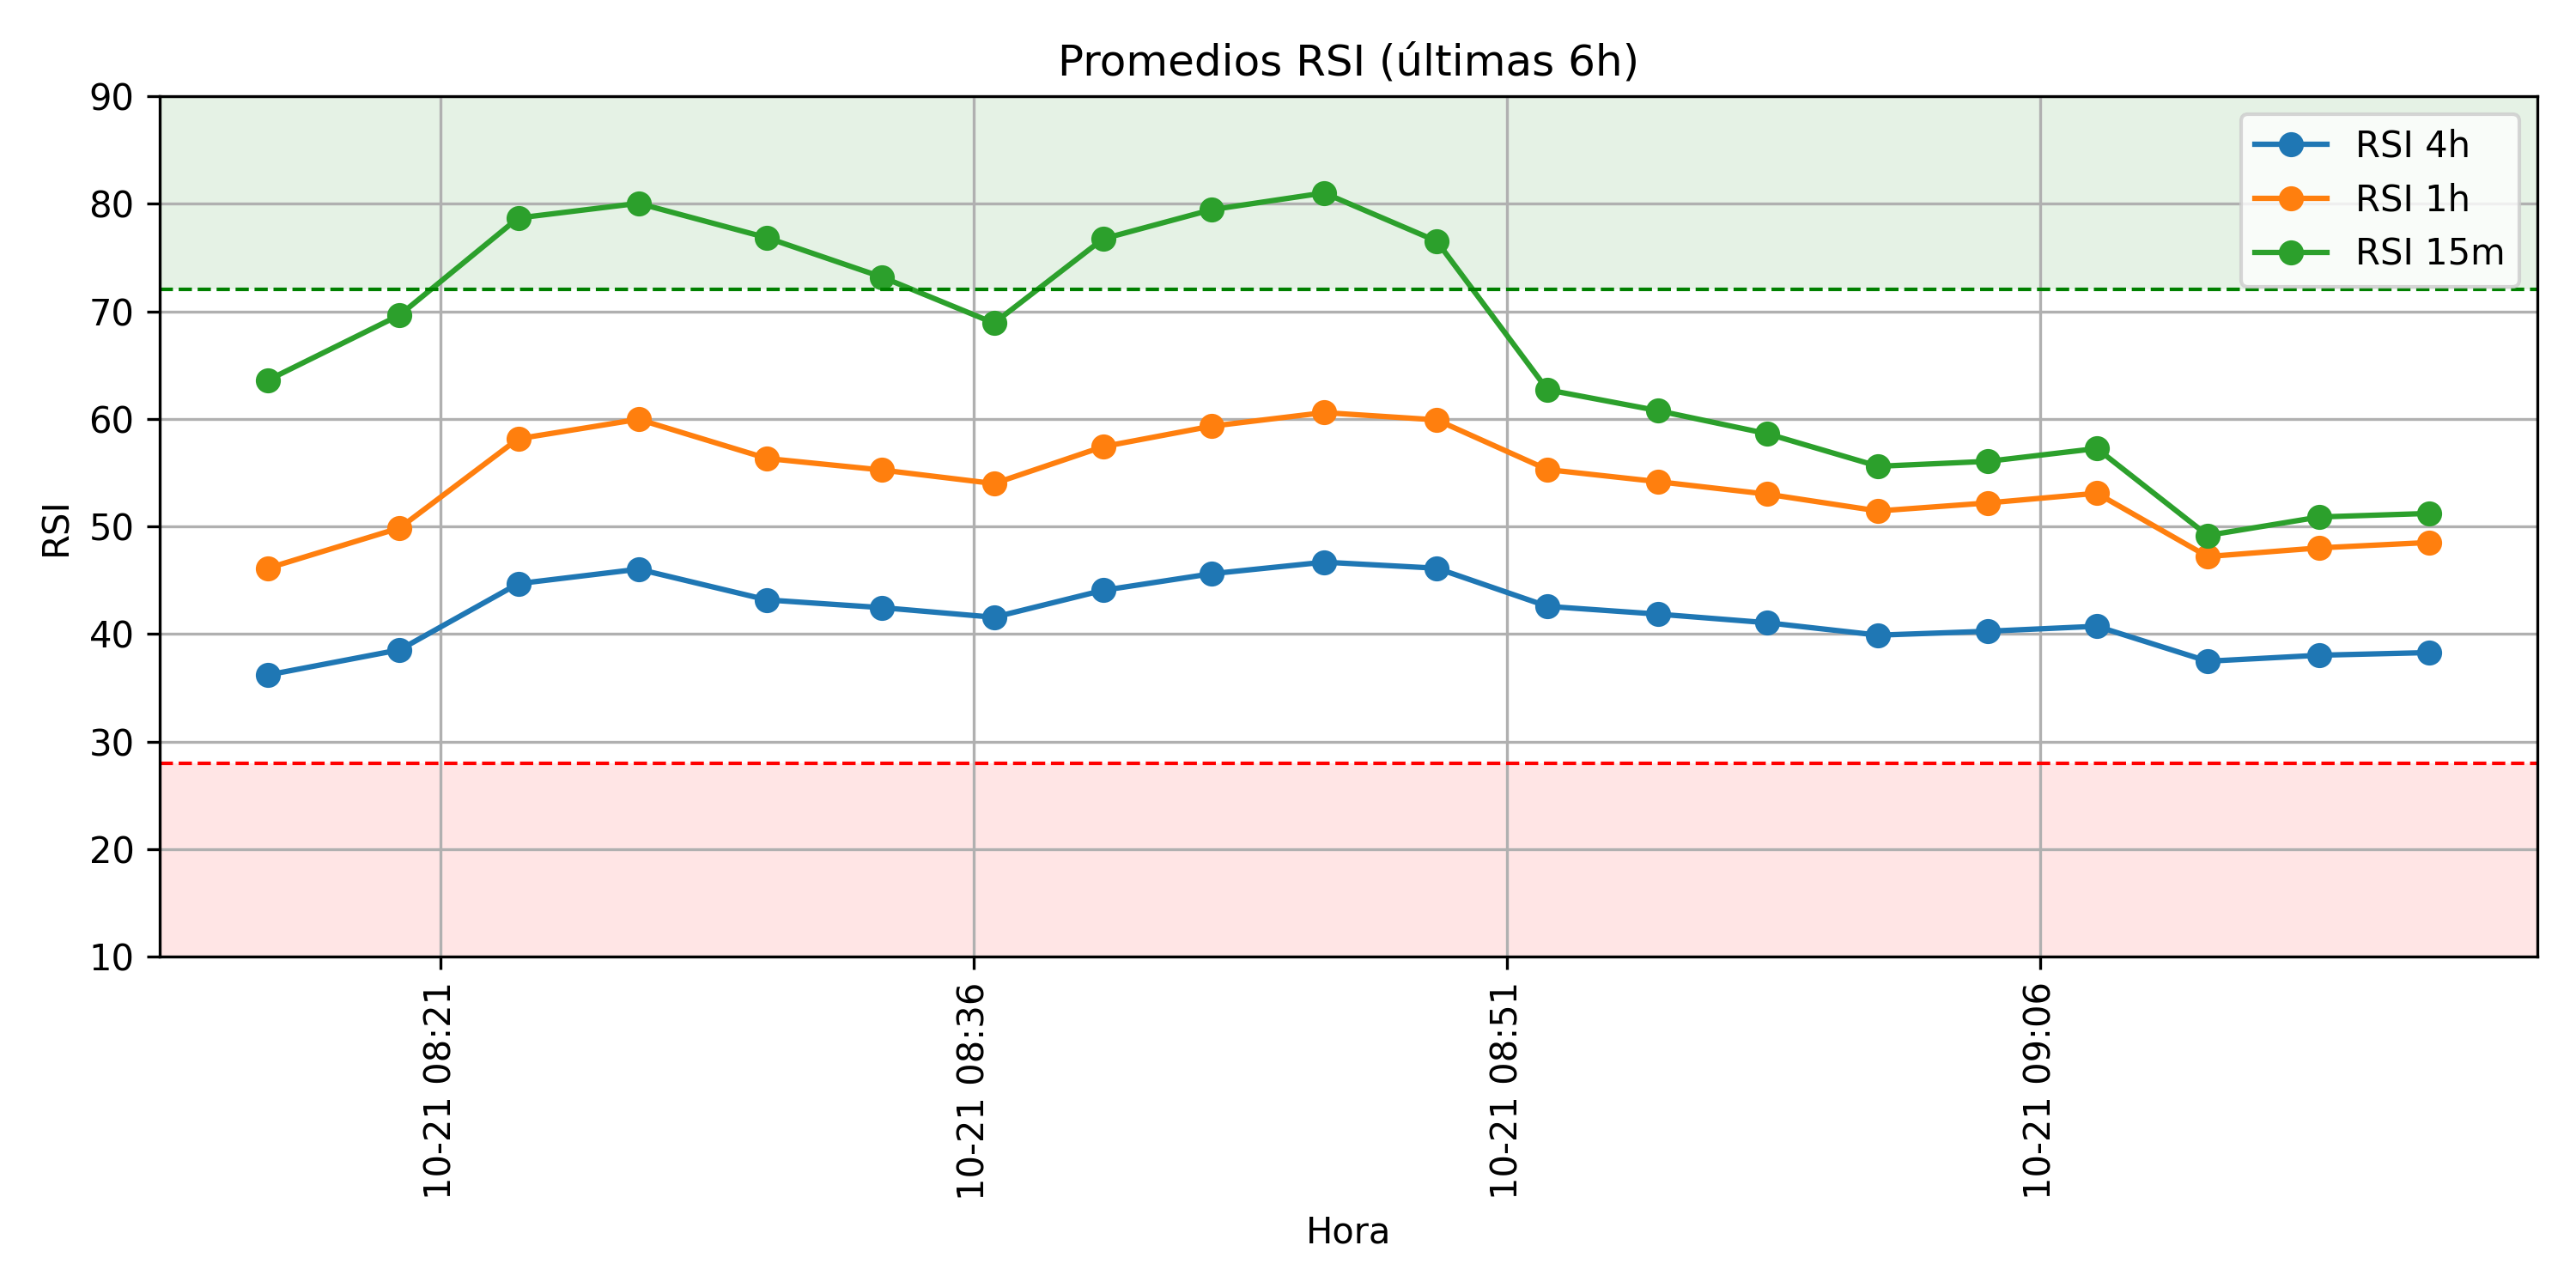 Promedios RSI (últimas 6h)
RSI 4h
RSI 1h
RSI 15m
RSI
90
80
70
60
50
40
30
20
10
10-21 08:21
10-21 08:36
10-21 08:51
10-21 09:06
Hora